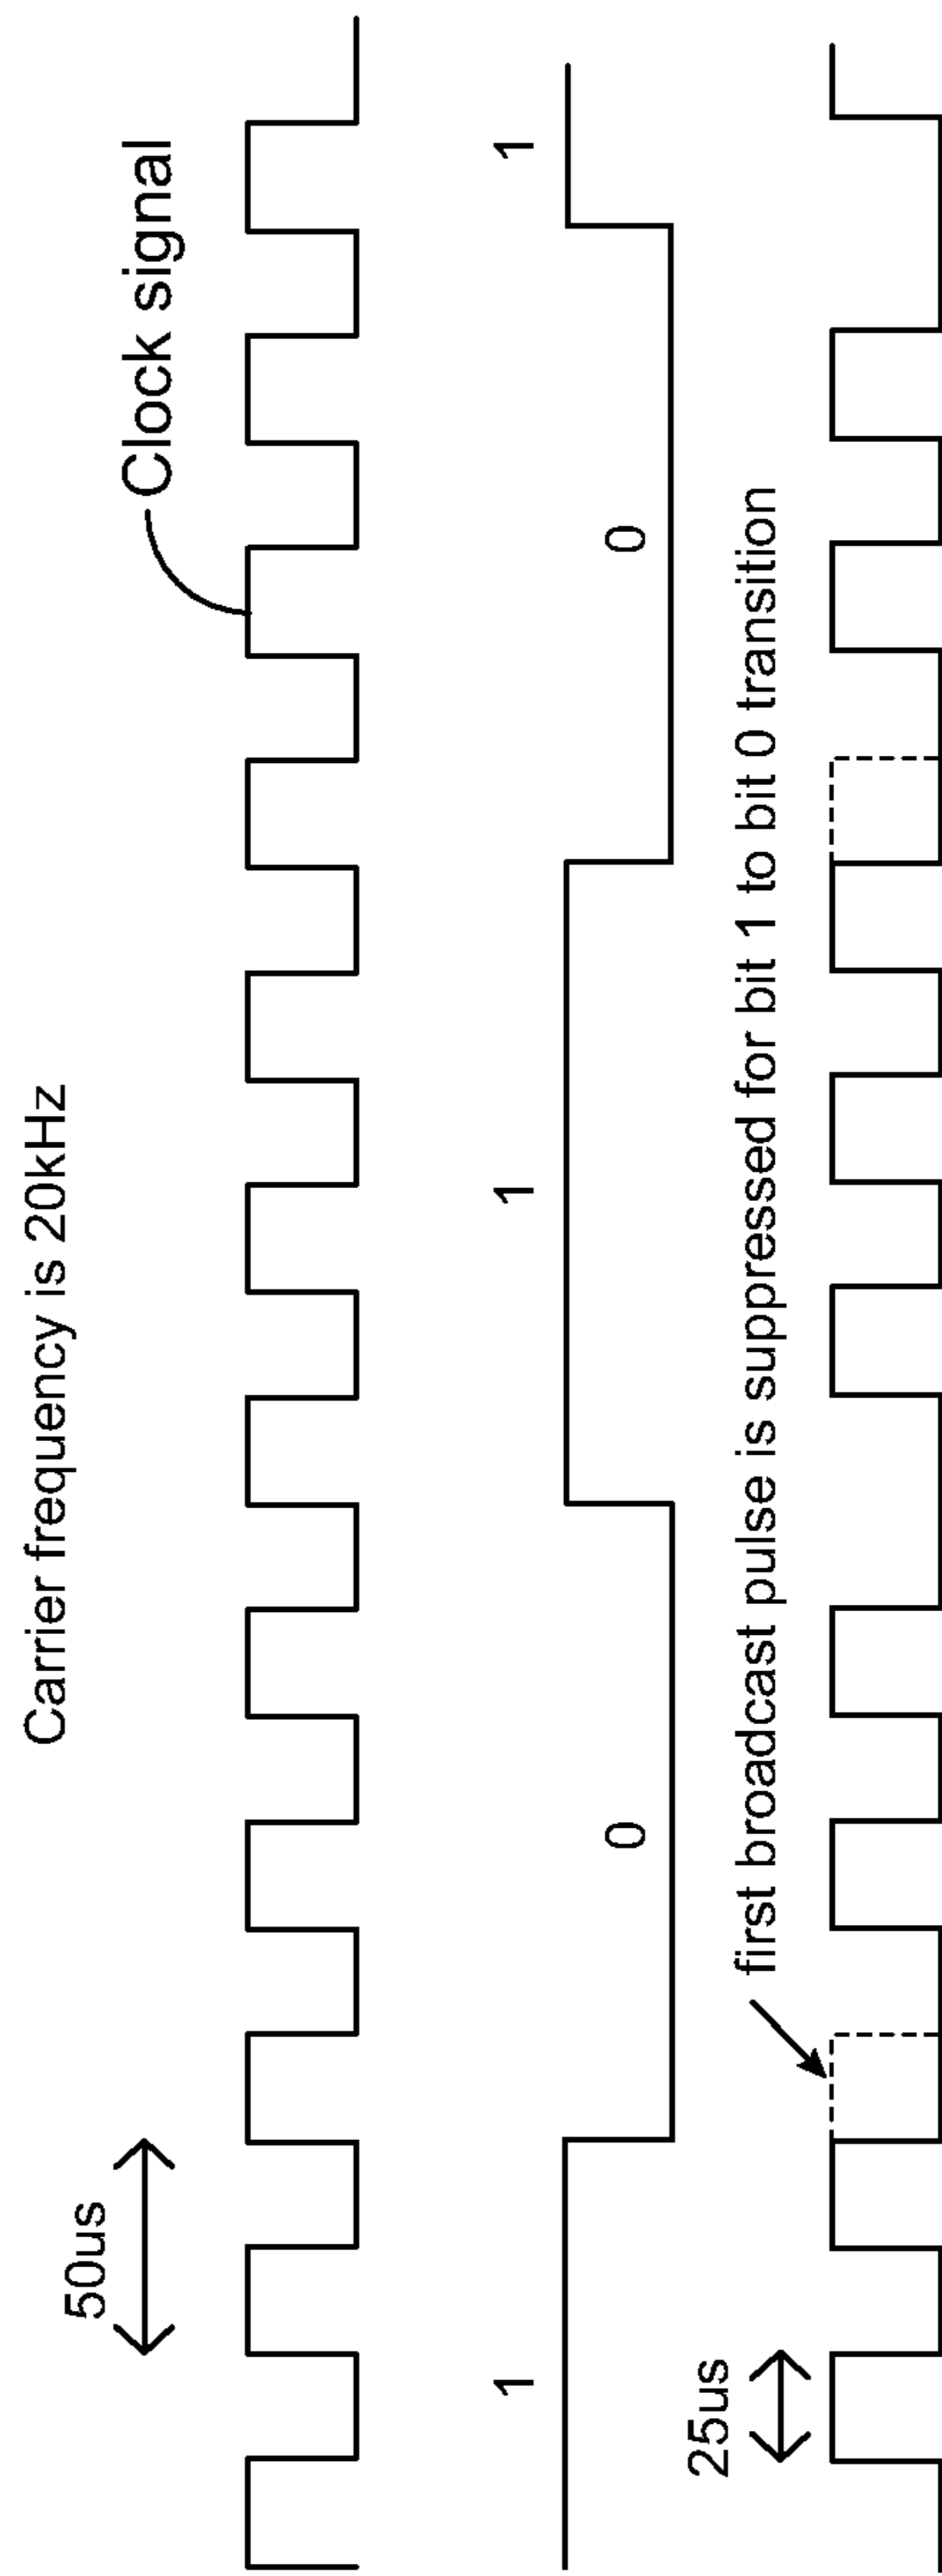 Carrier frequency is 20kHz
50us
Clock signal
1
0
1
0
1
25us
first broadcast pulse is suppressed for bit 1 to bit 0 transition